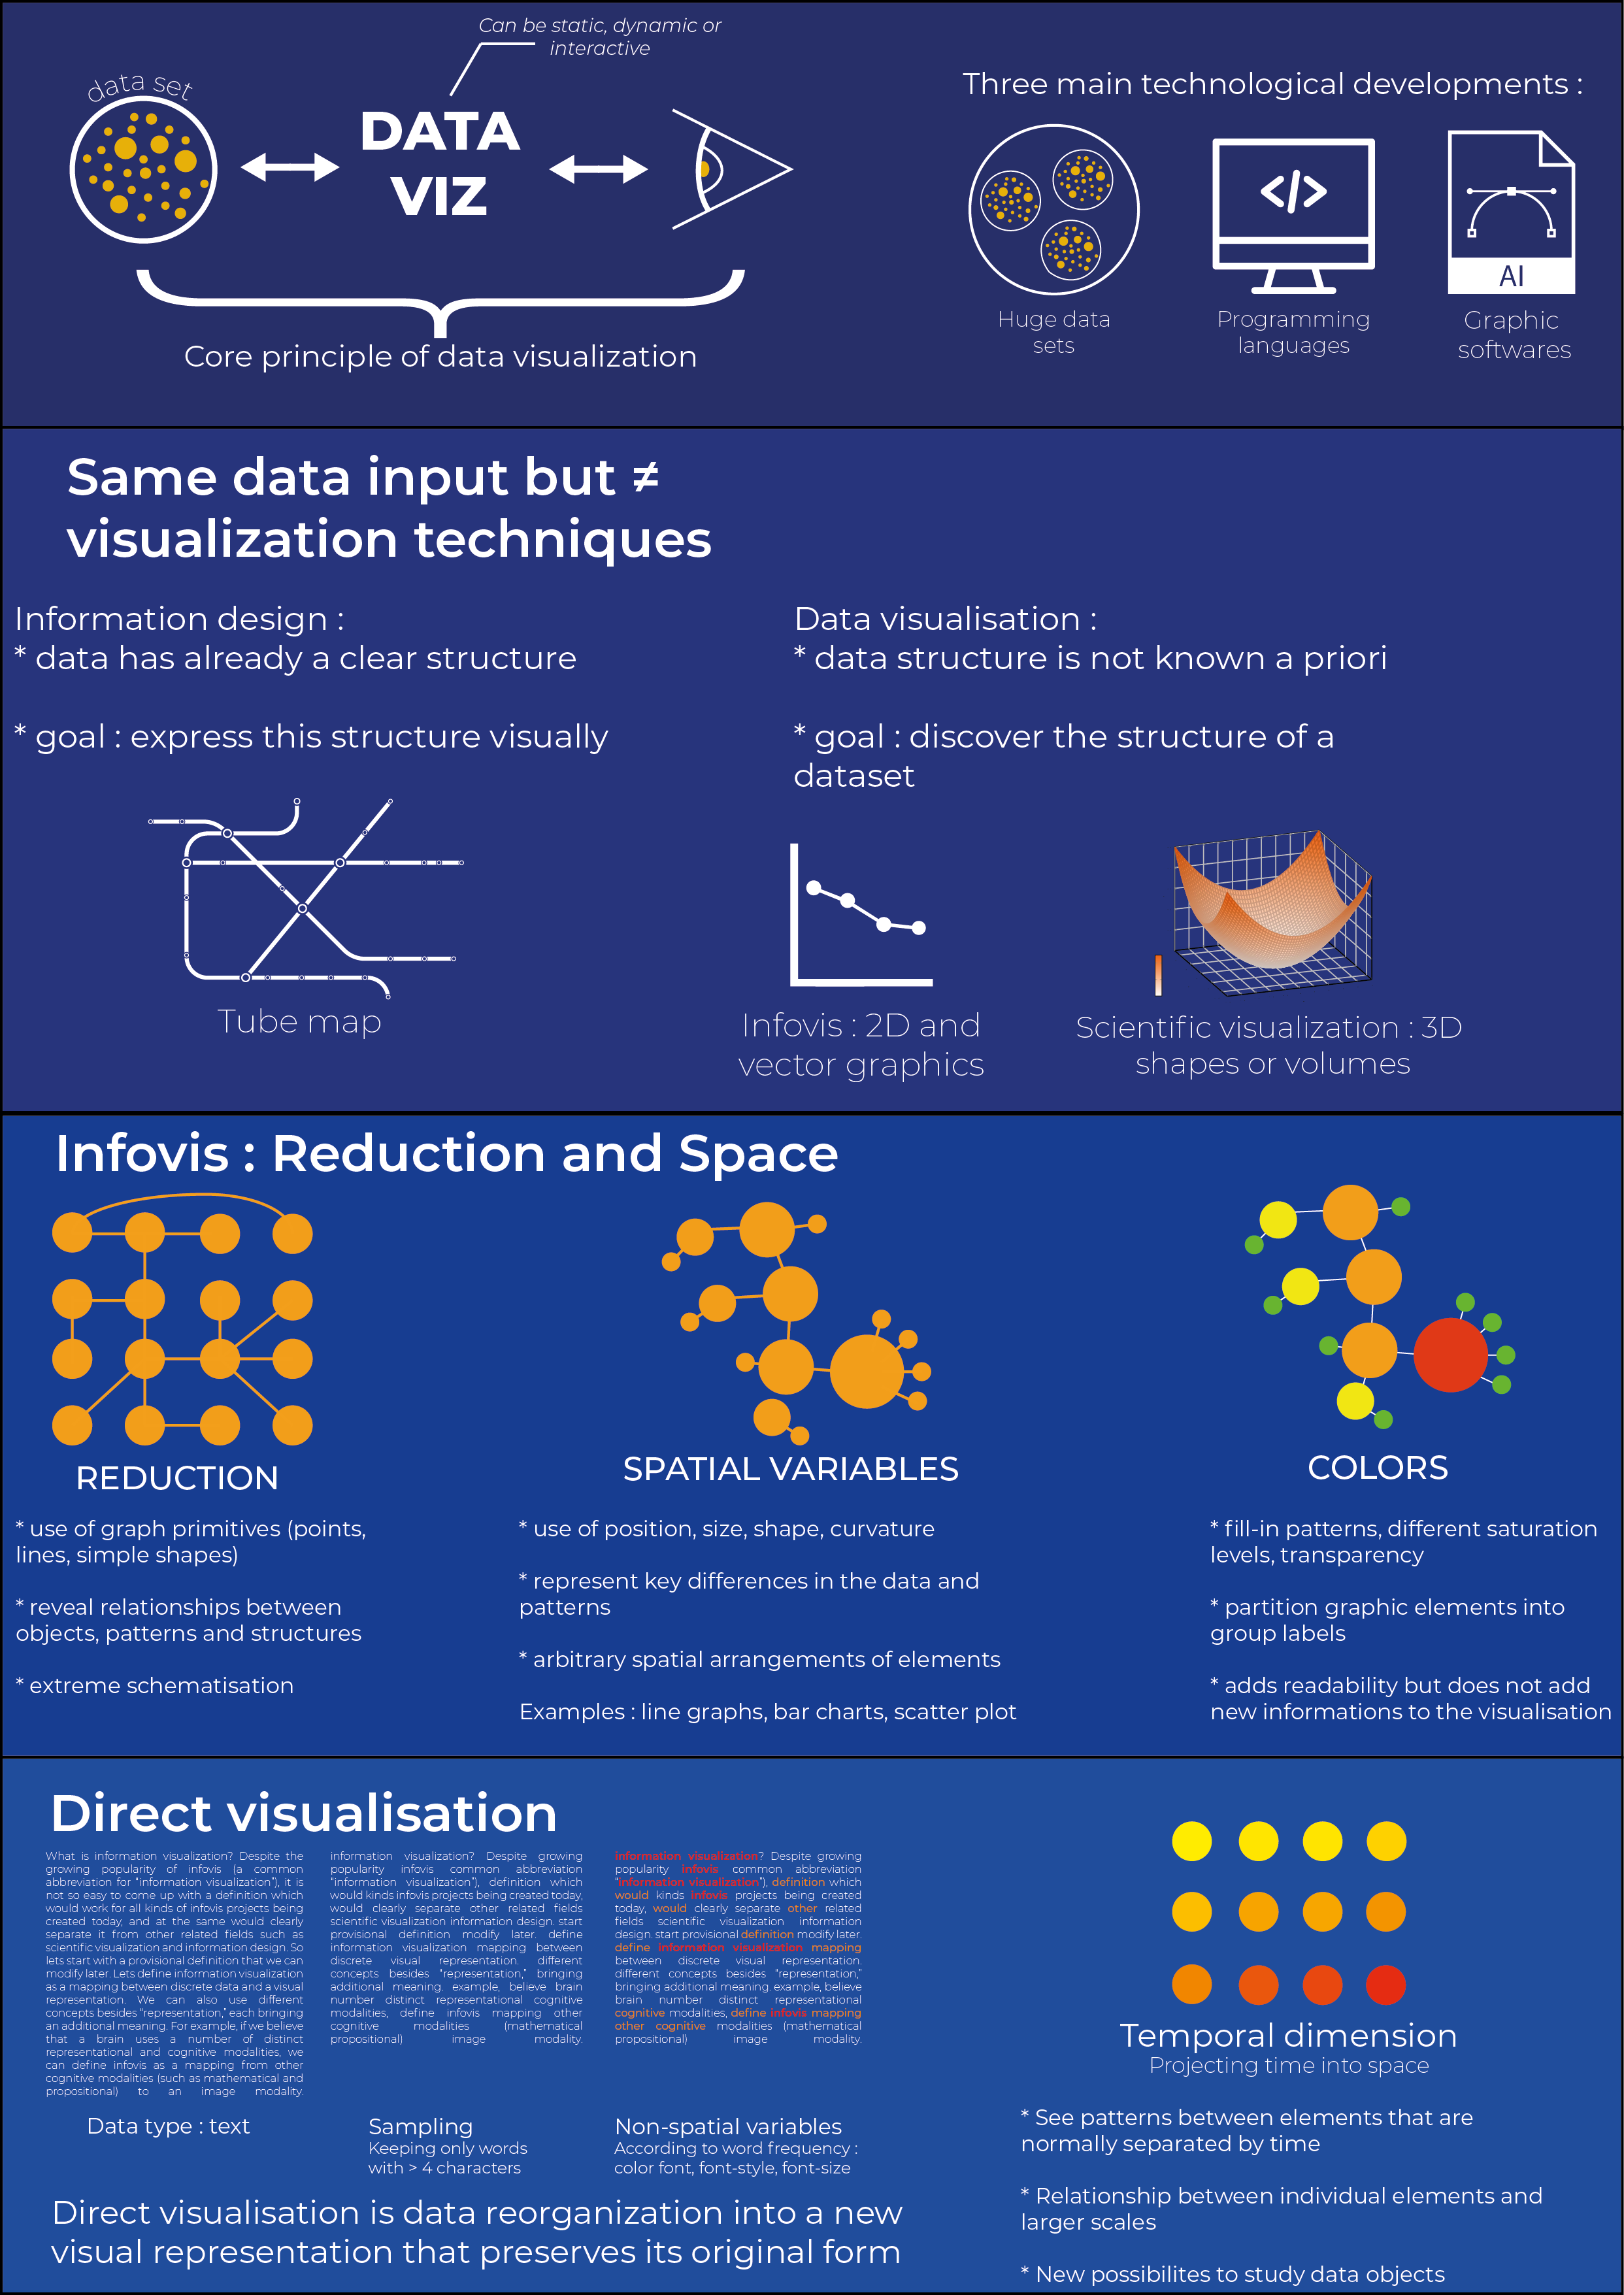 Can be static, dynamic or
interactive
data set
DATA
VIZ
Core principle of data visualization
Three main technological developments :
</>
AI
Huge data
sets
Programming
languages
Graphic
softwares
Same data input but ≠
visualization techniques
Information design :
* data has already a clear structure
* goal : express this structure visually
Tube map
Data visualisation :
* data structure is not known a priori
* goal : discover the structure of a
dataset
Infovis : 2D and
vector graphics
Scientific visualization : 3D
shapes or volumes
Infovis : Reduction and Space
REDUCTION
* use of graph primitives (points,
lines, simple shapes)
* reveal relationships between
objects, patterns and structures
* extreme schematisation
SPATIAL VARIABLES
* use of position, size, shape, curvature
* represent key differences in the data and
patterns
* arbitrary spatial arrangements of elements
Examples : line graphs, bar charts, scatter plot
COLORS
* fill-in patterns, different saturation
levels, transparency
* partition graphic elements into
group labels
* adds readability but does not add
new informations to the visualisation
Direct visualisation
What is information visualization? Despite the
growing popularity of infovis (a common
abbreviation for “information visualization”), it is
not so easy to come up with a definition which
would work for all kinds of infovis projects being
created today, and at the same would clearly
separate it from other related fields such as
scientific visualization and information design. So
lets start with a provisional definition that we can
modify later. Lets define information visualization
as a mapping between discrete data and a visual
representation. We can also use different
concepts besides “representation,” each bringing
an additional meaning. For example, if we believe
that a brain uses a number of distinct
representational and cognitive modalities, we
can define infovis as a mapping from other
cognitive modalities (such as mathematical and
propositional) to an image modality.
Data type : text
information visualization? Despite growing
popularity infovis common abbreviation
“information visualization”), definition which
would kinds infovis projects being created today,
would clearly separate other related fields
scientific visualization information design. start
provisional definition modify later. define
information visualization mapping between
discrete visual representation. different
concepts besides “representation,” bringing
additional meaning. example, believe brain
number distinct representational cognitive
modalities, define infovis mapping other
cognitive modalities (mathematical
propositional) image modality.
Sampling
Keeping only words
with > 4 characters
information visualization? Despite growing
popularity infovis common abbreviation
“information visualization”), definition which
would kinds infovis projects being created
today, would clearly separate other related
fields scientific visualization information
design. start provisional definition modify later.
define information visualization mapping
between discrete visual representation.
different concepts besides “representation,”
bringing additional meaning. example, believe
brain number distinct representational
cognitive modalities, define infovis mapping
other cognitive modalities (mathematical
propositional) image modality.
Non-spatial variables
According to word frequency :
color font, font-style, font-size
Direct visualisation is data reorganization into a new
visual representation that preserves its original form
Temporal dimension
Projecting time into space
* See patterns between elements that are
normally separated by time
* Relationship between individual elements and
larger scales
* New possibilites to study data objects